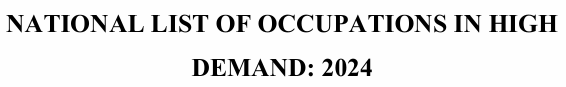 NATIONAL LIST OF OCCUPATIONS IN HIGH
DEMAND: 2024